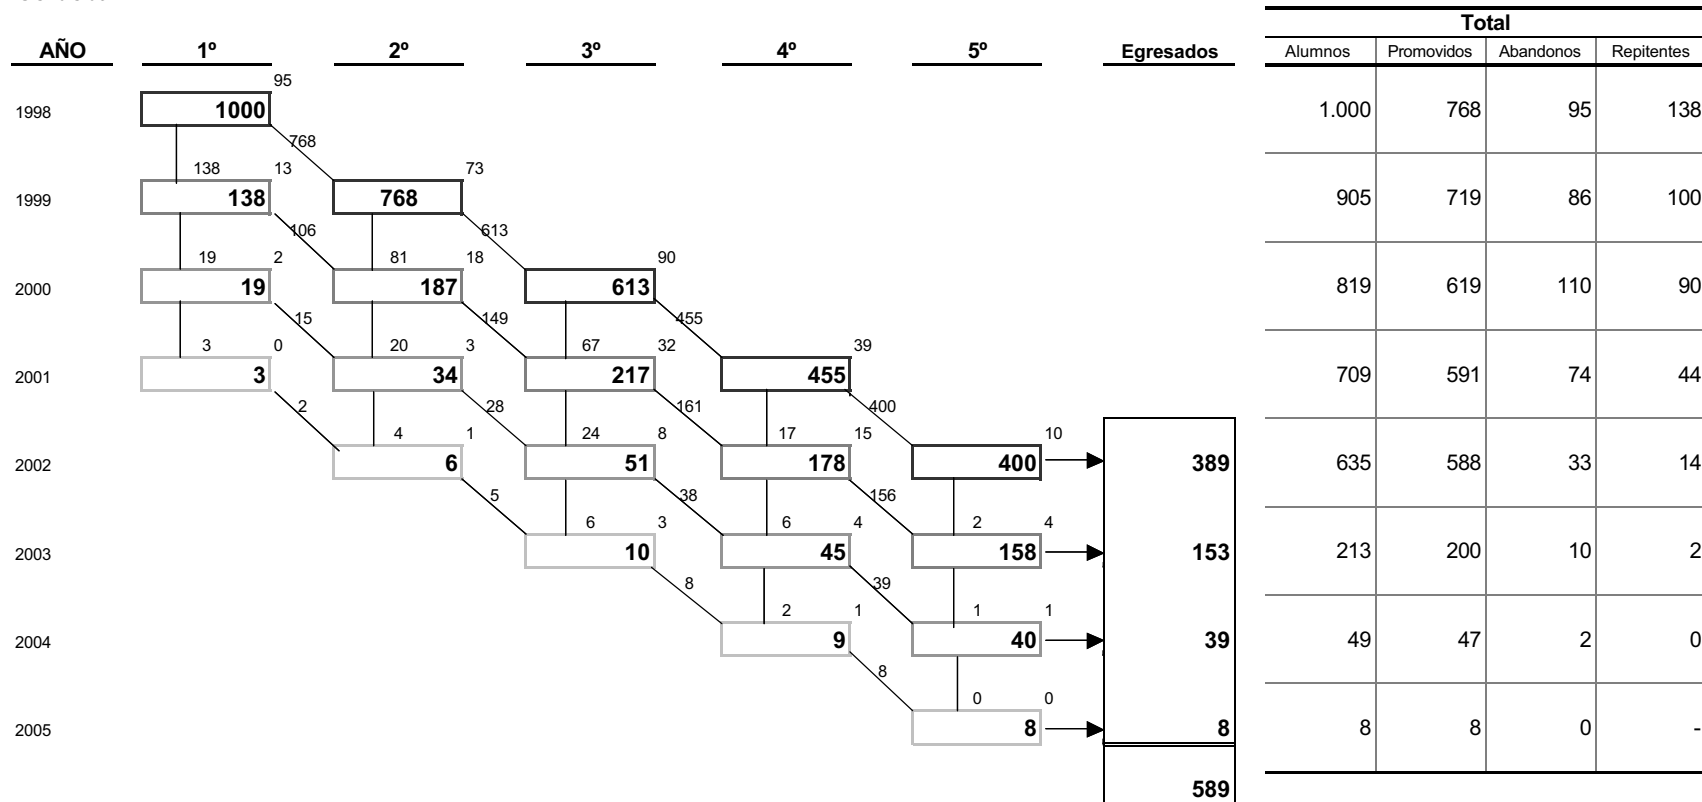 Total
AÑO 1º 2º 3º 4º 5º Egresados Alumnos Promovidos Abandonos Repitentes
95
1998 1000 1.000 768 95 138
768
138 13 73
1999 138 768 905 719 86 100
106 613
19 2 81 18 90
2000 19 187 613 819 619 110 90
15 149 455
3 0 20 3 67 32 39
2001 3 34 217 455 709 591 74 44
2 28 161 400
4 1 24 8 17 15 10
2002 6 51 178 400 389 635 588 33 14
5 38 156
6 3 6 4 2 4
2003 10 45 158 153 213 200 10 2
8 39
2 1 1 1
2004 9 40 39 49 47 2 0
8
0 0
2005 8 8 8 8 0 -
589